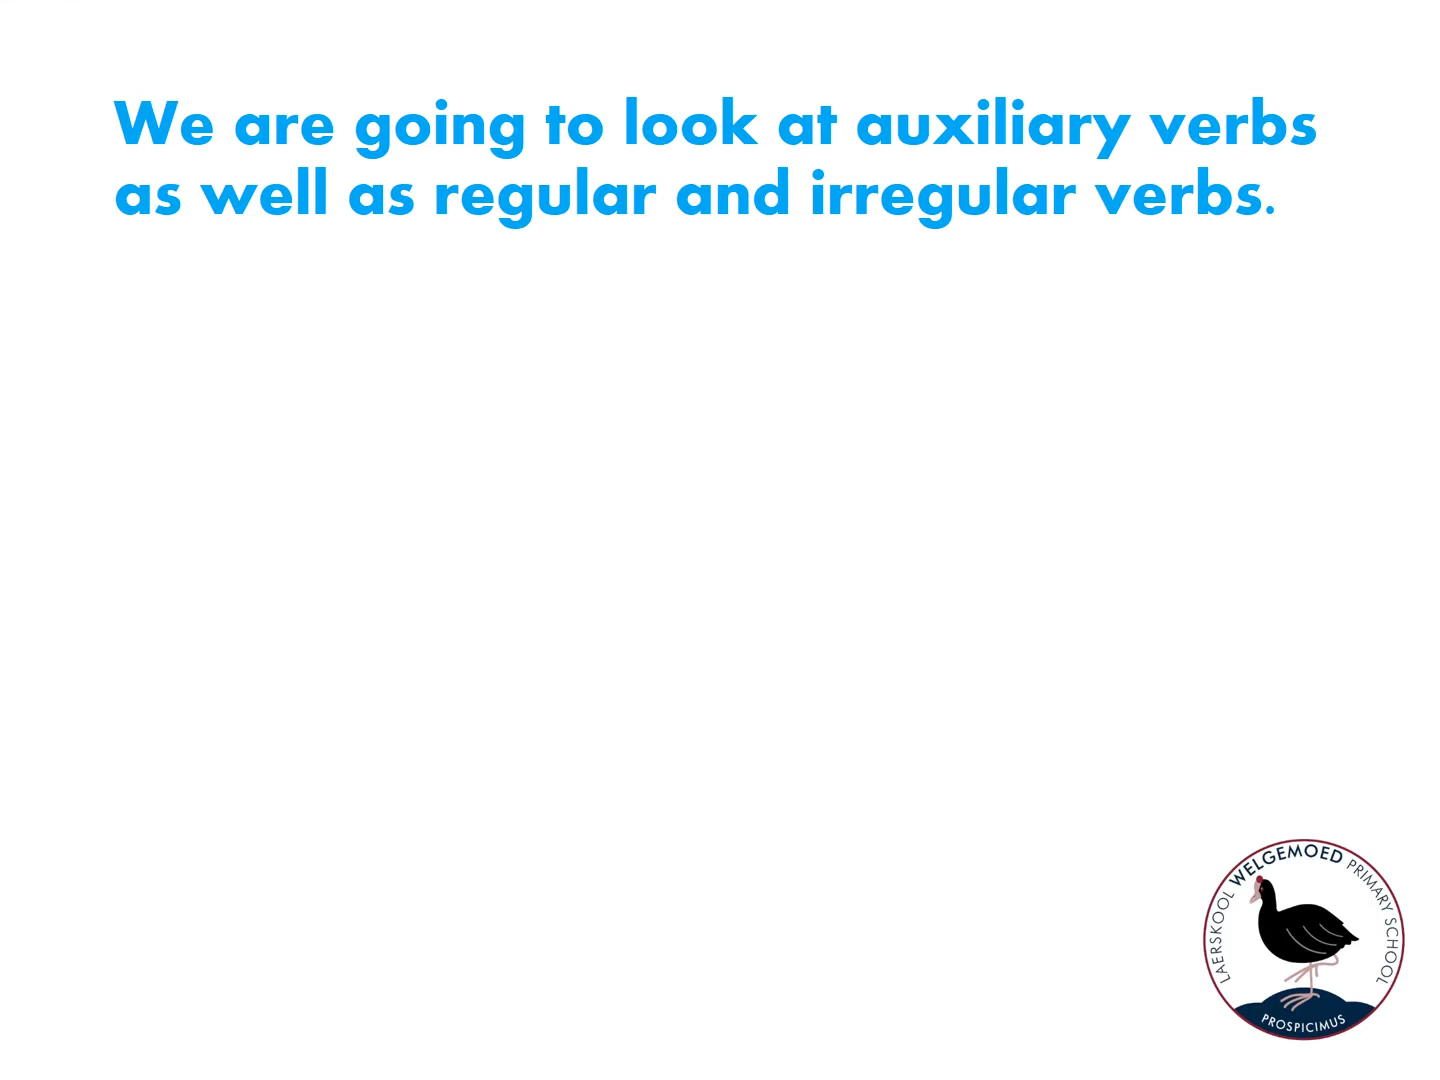 We are going to look at auxiliary verbs
as well as regular and irregular verbs.
LAERSKOOL WELGEMOED PRIMARY SCHOOL
PROSPICIMUS